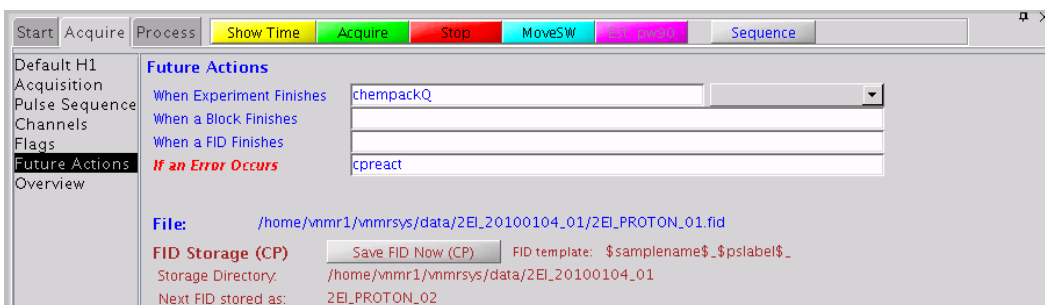 Start Acquire Process Show Time Acquire Stop MoveSW Est. pw90 Sequence
Default H1
Acquisition
Pulse Sequence
Channels
Flags
Future Actions
Overview
Future Actions
When Experiment Finishes chempackQ
When a Block Finishes
When a FID Finishes
If an Error Occurs cpreact
File: /home/vnmr1/vnmrsys/data/2EI_20100104_01/2EI_PROTON_01.fid
FID Storage (CP) Save FID Now (CP) FID template: $samplename$_$pslabel$_
Storage Directory: /home/vnmr1/vnmrsys/data/2EI_20100104_01
Next FID stored as: 2EI_PROTON_02